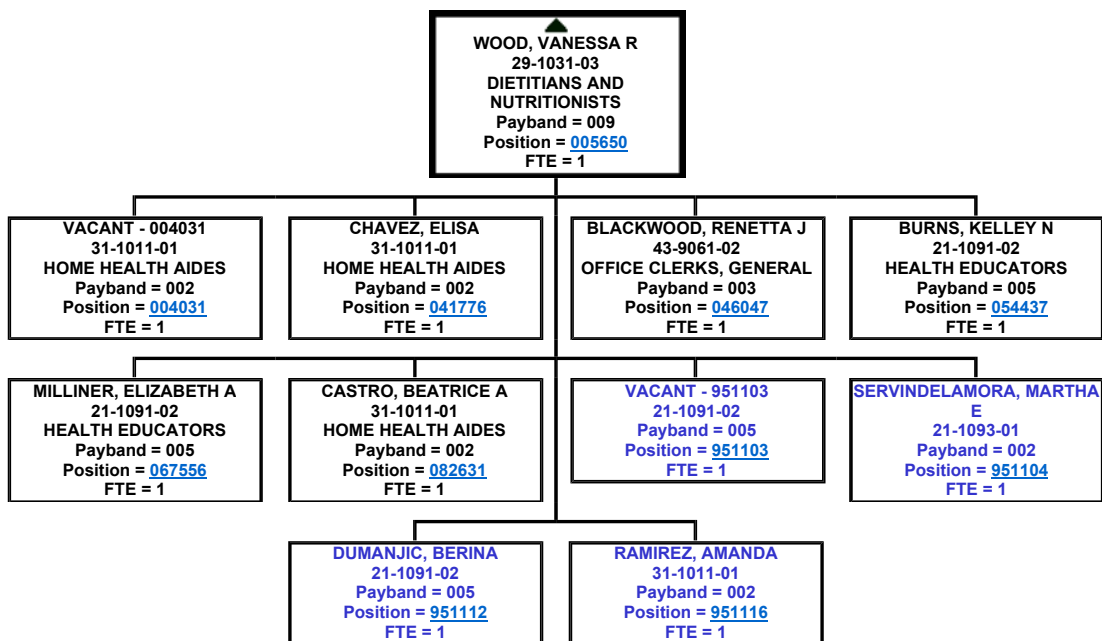 WOOD, VANESSA R
29-1031-03
DIETITIANS AND
NUTRITIONISTS
Payband = 009
Position = 005650
FTE = 1
VACANT - 004031
31-1011-01
HOME HEALTH AIDES
Payband = 002
Position = 004031
FTE = 1
CHAVEZ, ELISA
31-1011-01
HOME HEALTH AIDES
Payband = 002
Position = 041776
FTE = 1
BLACKWOOD, RENETTA J
43-9061-02
OFFICE CLERKS, GENERAL
Payband = 003
Position = 046047
FTE = 1
BURNS, KELLEY N
21-1091-02
HEALTH EDUCATORS
Payband = 005
Position = 054437
FTE = 1
MILLINER, ELIZABETH A
21-1091-02
HEALTH EDUCATORS
Payband = 005
Position = 067556
FTE = 1
CASTRO, BEATRICE A
31-1011-01
HOME HEALTH AIDES
Payband = 002
Position = 082631
FTE = 1
VACANT - 951103
21-1091-02
Payband = 005
Position = 951103
FTE = 1
SERVINDELAMORA, MARTHA
E
21-1093-01
Payband = 002
Position = 951104
FTE = 1
DUMANJIC, BERINA
21-1091-02
Payband = 005
Position = 951112
FTE = 1
RAMIREZ, AMANDA
31-1011-01
Payband = 002
Position = 951116
FTE = 1